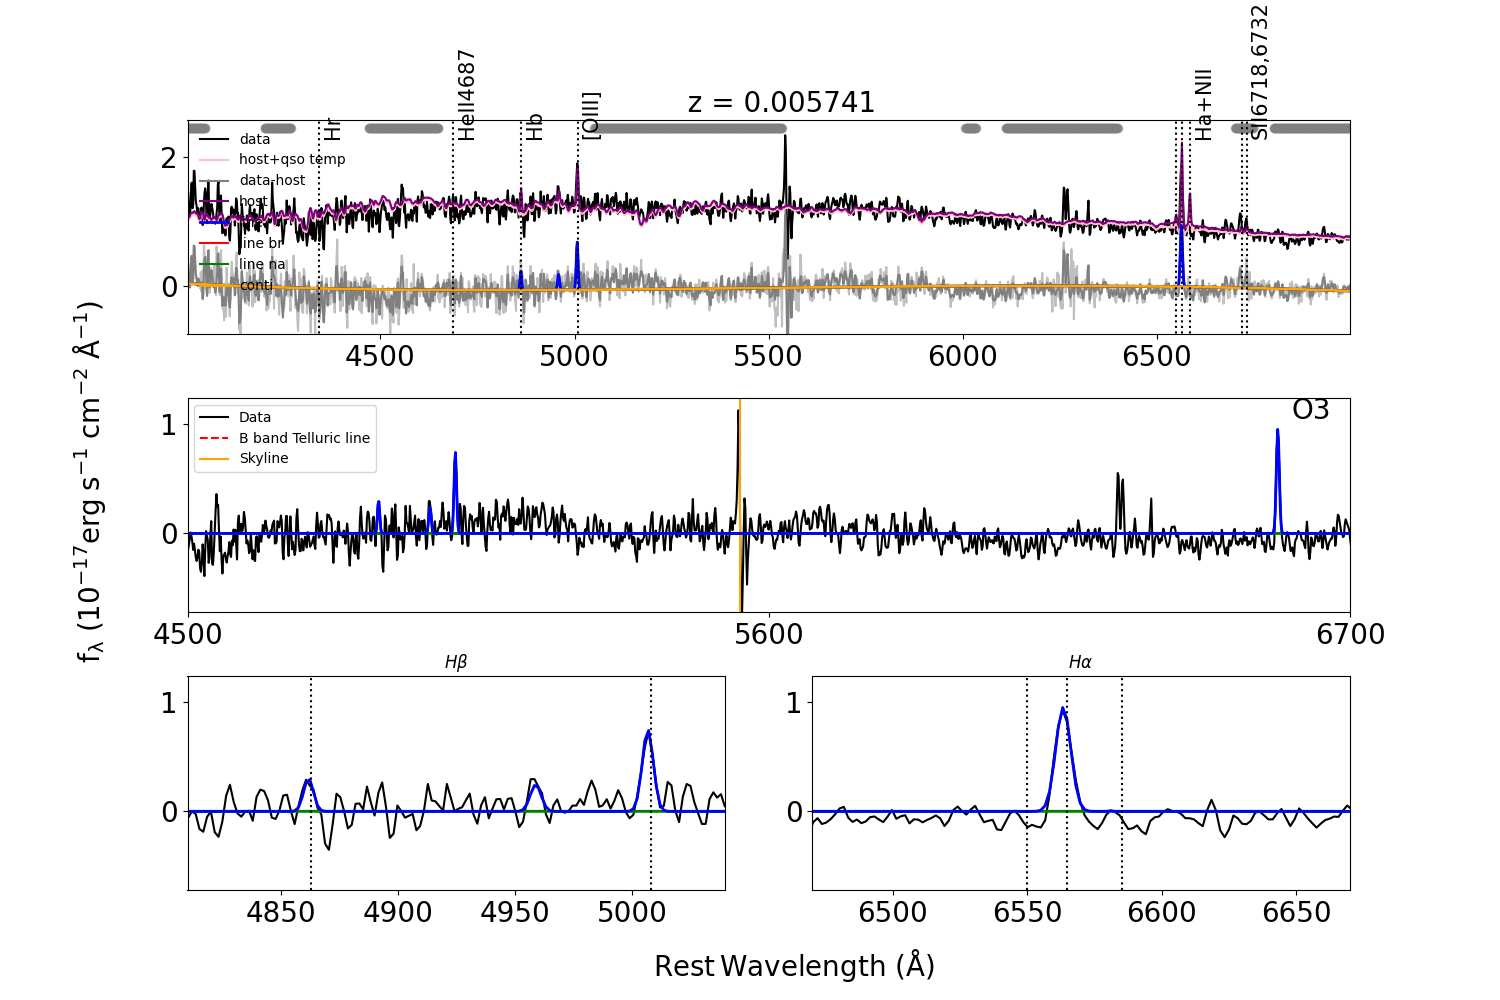 Hr
HeII4687
Hb
[OIII]
Ha+NII
SII6718,6732
z = 0.005741
data
host+qso temp
data-host
host
line br
line na
conti
2
0
4500 5000 5500 6000 6500
fλ (10−17erg s−1 cm−2 Å−1)
O3
Data
B band Telluric line
Skyline
1
0
4500 5600 6700
Hβ
1
0
4850 4900 4950 5000
Hα
1
0
6500 6550 6600 6650
Rest Wavelength (Å)